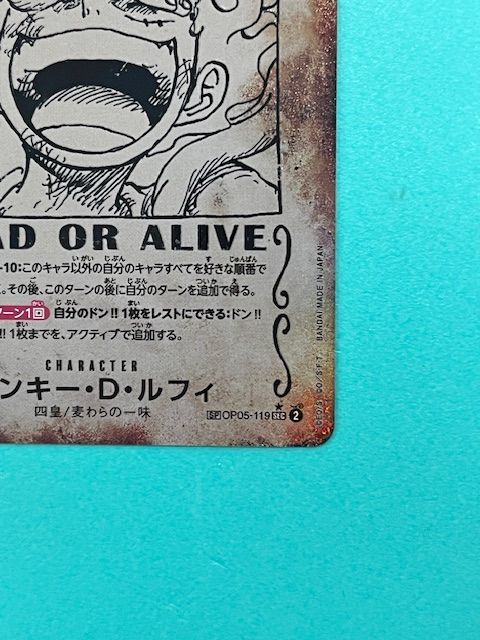 AD OR ALIVE
-10:このキャラ以外の自分のキャラすべてを好きな順番で
。その後、このターンの後に自分のターンを追加で得る。
ターン1回 自分のドン!!1枚をレストにできる:ドン!!
!!1枚までを、アクティブで追加する。
CHARACTER
ンキー・D・ルフィ
四皇/麦わらの一味
SP OP05-119 SEC 2
BANDAI MADE IN JAPAN